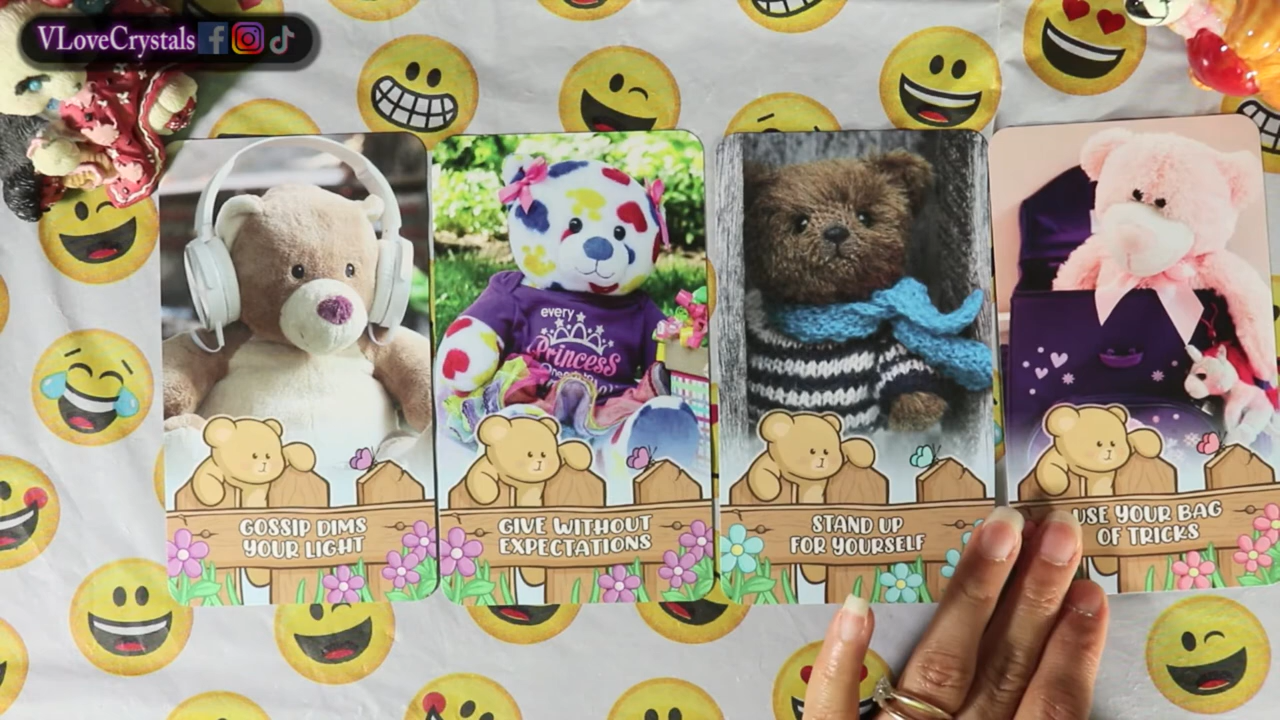 VLoveCrystals
every
Princess
GOSSIP DIMS
YOUR LIGHT
GIVE WITHOUT
EXPECTATIONS
STAND UP
FOR YOURSELF
USE YOUR BAG
OF TRICKS